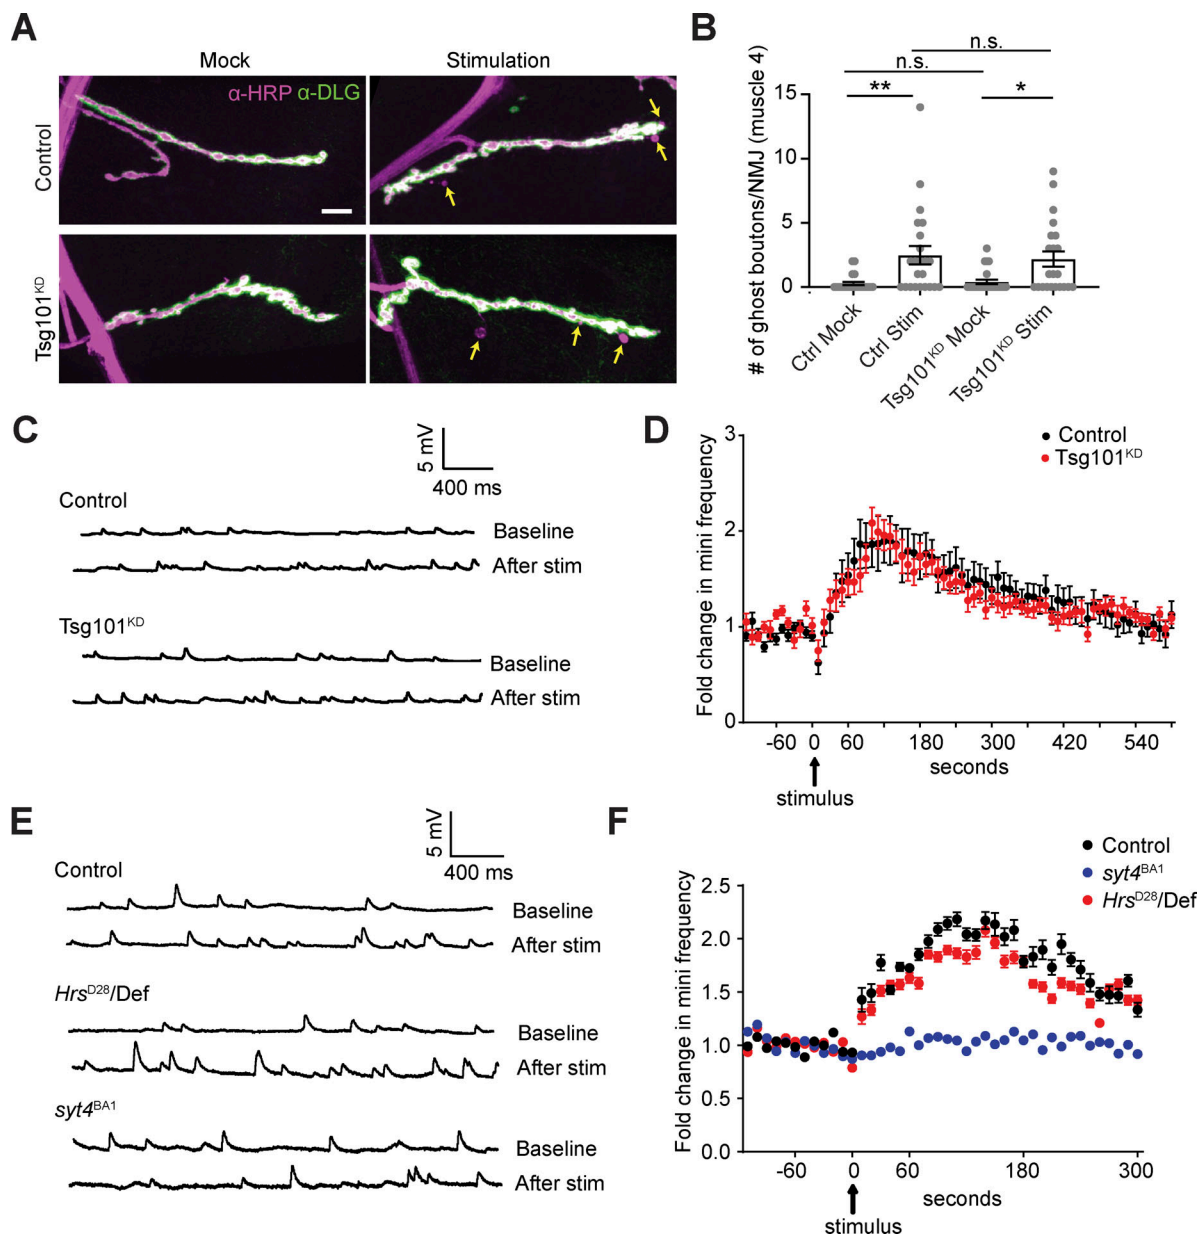 A
Mock
Stimulation
α-HRP α-DLG
Control
Tsg101KD
B
n.s.
n.s.
**
*
# of ghost boutons/NMJ (muscle 4)
15
10
5
0
Ctrl Mock
Ctrl Stim
Tsg101KD Mock
Tsg101KD Stim
C
5 mV
400 ms
Control
Baseline
After stim
Tsg101KD
Baseline
After stim
D
Control
Tsg101KD
Fold change in mini frequency
3
2
1
0
-60 0 60 180 300 420 540
seconds
stimulus
E
5 mV
400 ms
Control
Baseline
After stim
HrsD28/Def
Baseline
After stim
syt4BA1
Baseline
After stim
F
Control
syt4BA1
HrsD28/Def
Fold change in mini frequency
2.5
2.0
1.5
1.0
0.5
0.0
-60 0 60 180 300
seconds
stimulus